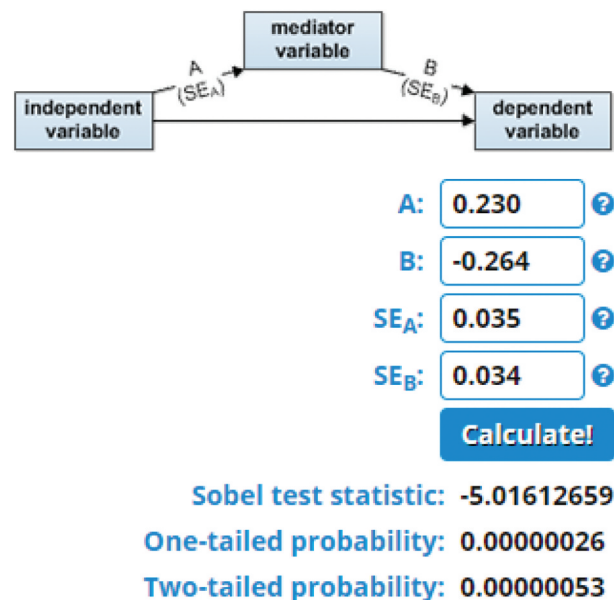 mediator
variable
A
(SEA)
B
(SEB)
independent
variable
dependent
variable
A: 0.230 ?
B: -0.264 ?
SEA: 0.035 ?
SEB: 0.034 ?
Calculate!
Sobel test statistic: -5.01612659
One-tailed probability: 0.00000026
Two-tailed probability: 0.00000053